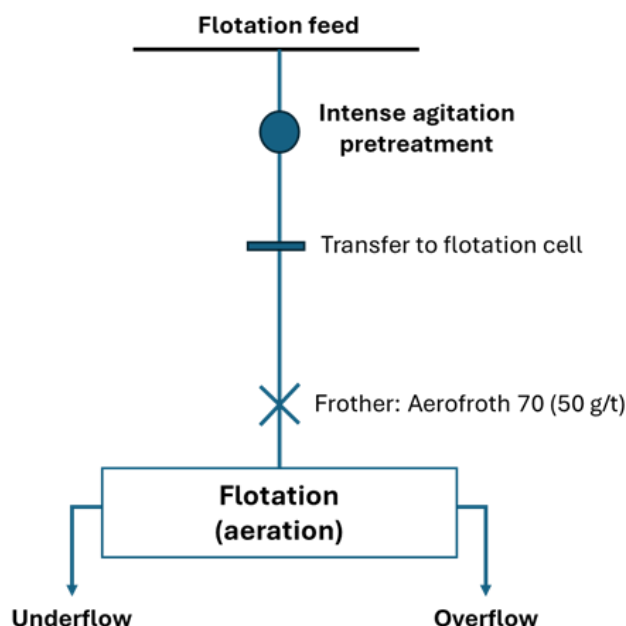 Flotation feed
Intense agitation
pretreatment
Transfer to flotation cell
Frother: Aerofroth 70 (50 g/t)
Flotation
(aeration)
Underflow
Overflow